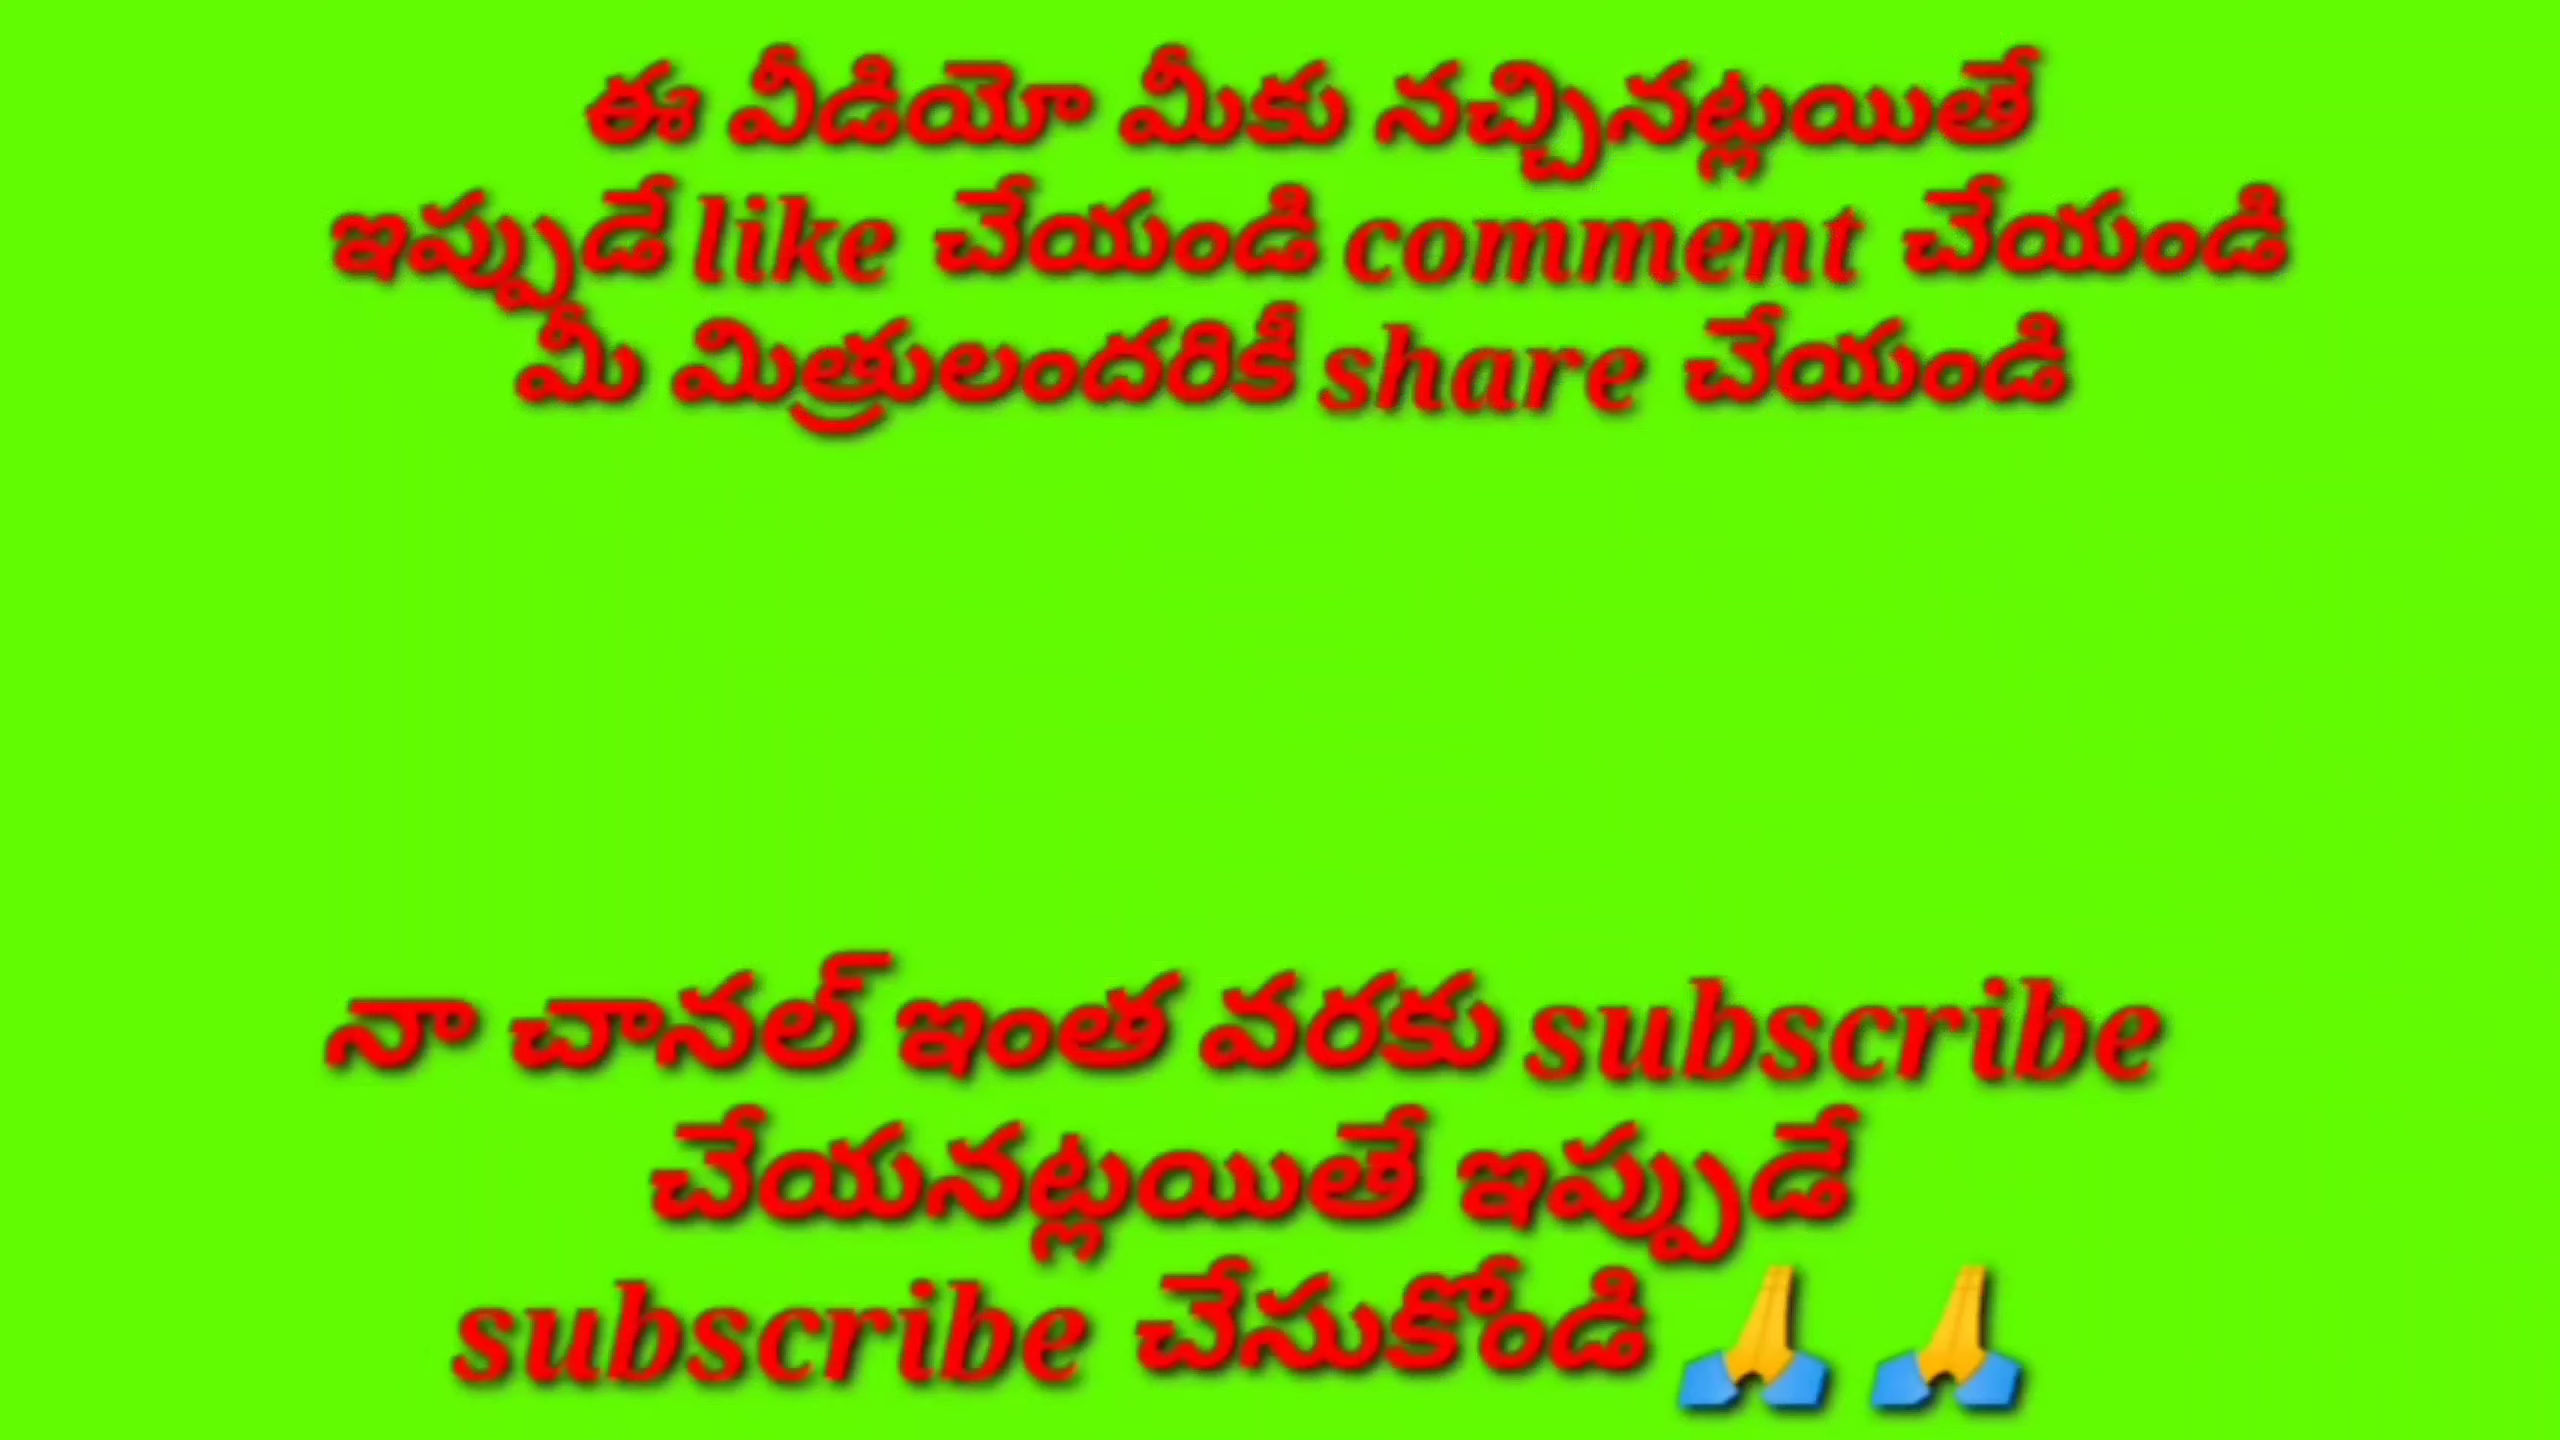 ఈ వీడియో మీకు నచ్చినట్లయితే
ఇప్పుడే like చేయండి comment చేయండి
మీ మిత్రులందరికీ share చేయండి
నా చానల్ ఇంత వరకు subscribe
చేయనట్లయితే ఇప్పుడే
subscribe చేసుకోండి🙏🙏